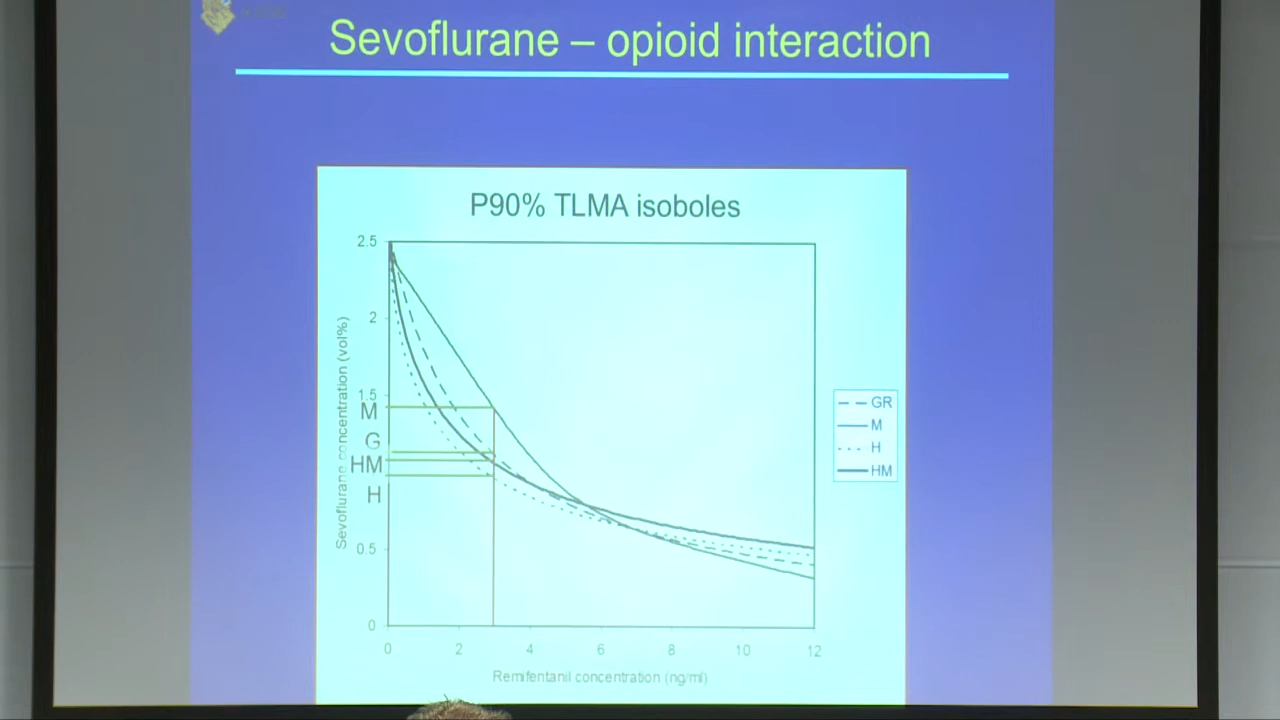 Sevoflurane – opioid interaction
P90% TLMA isoboles
Sevoflurane concentration (vol%)
2.5
2
1.5
0.5
0
M
G
HM
H
0 2 4 6 8 10 12
Remifentanil concentration (ng/ml)
GR
M
H
HM